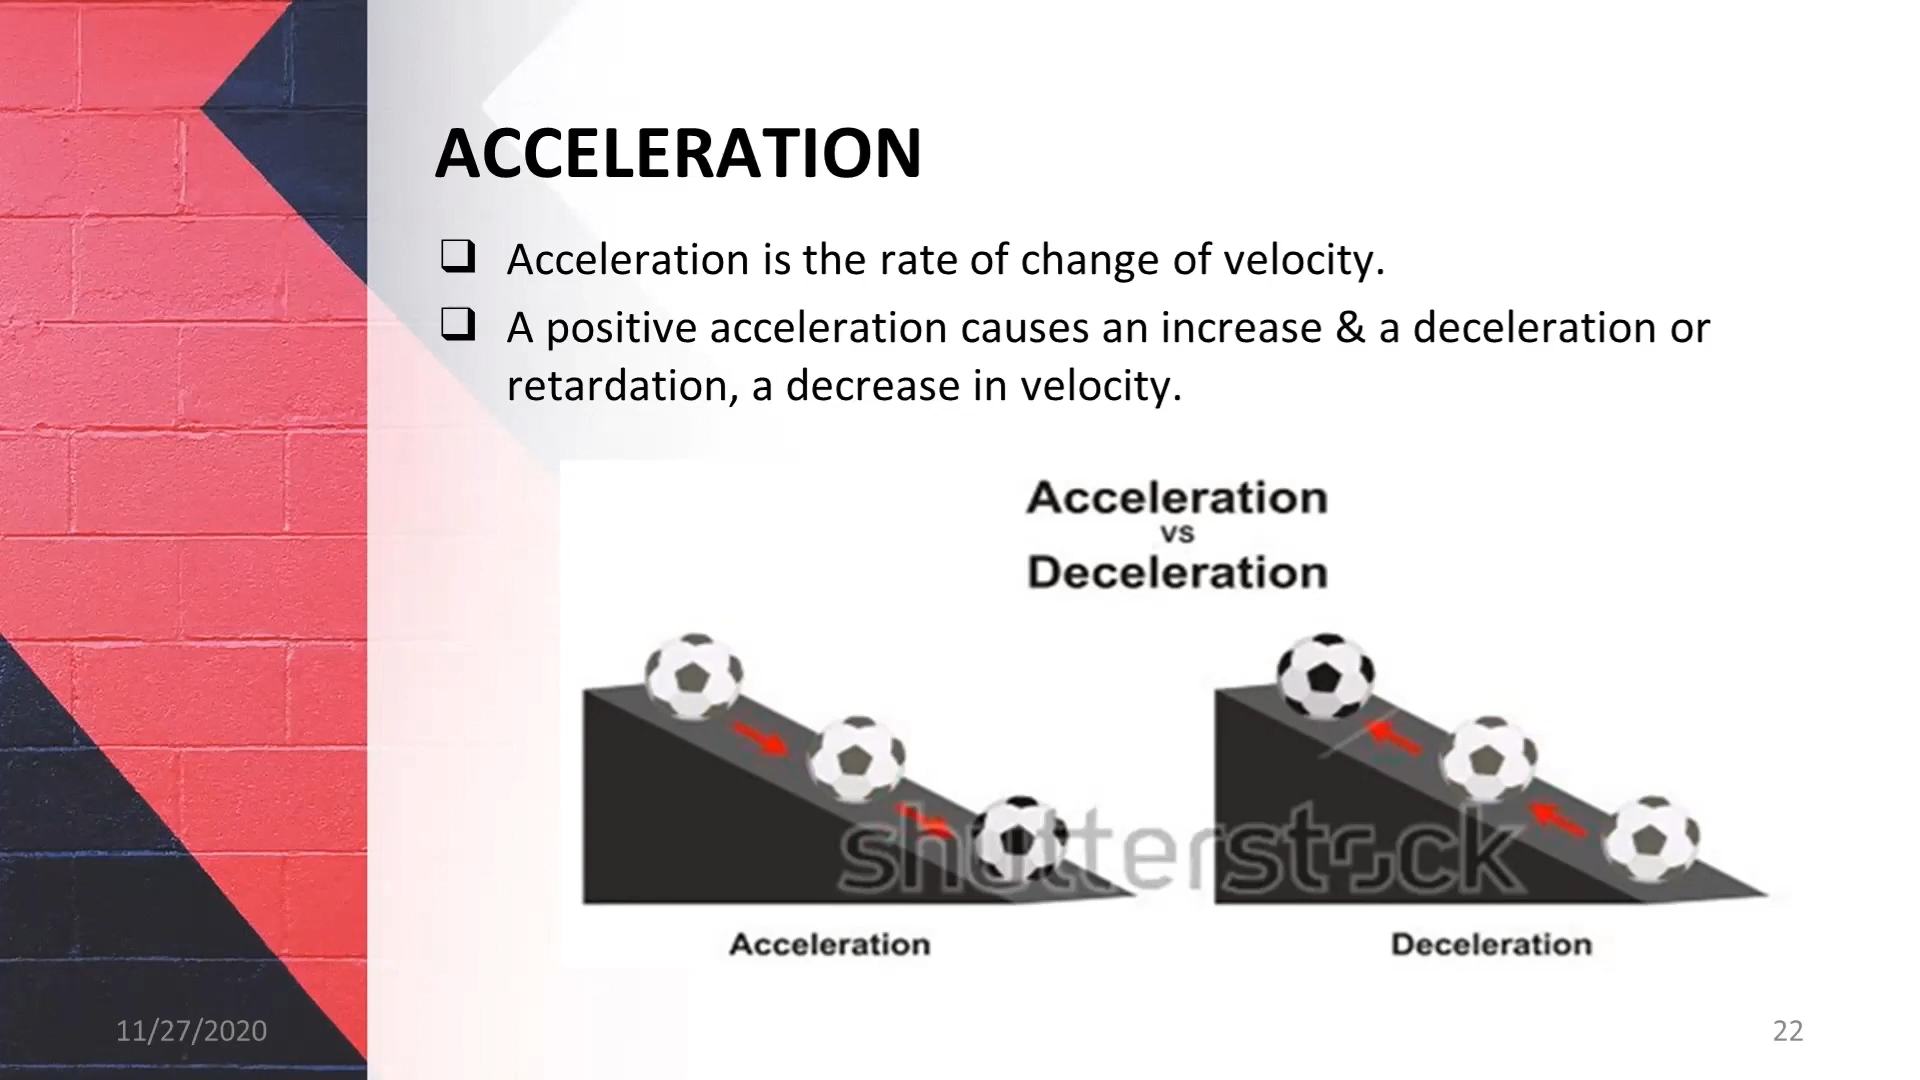 ACCELERATION
❑ Acceleration is the rate of change of velocity.
❑ A positive acceleration causes an increase & a deceleration or
retardation, a decrease in velocity.
Acceleration
vs
Deceleration
shutterstock
Acceleration
Deceleration
11/27/2020
22